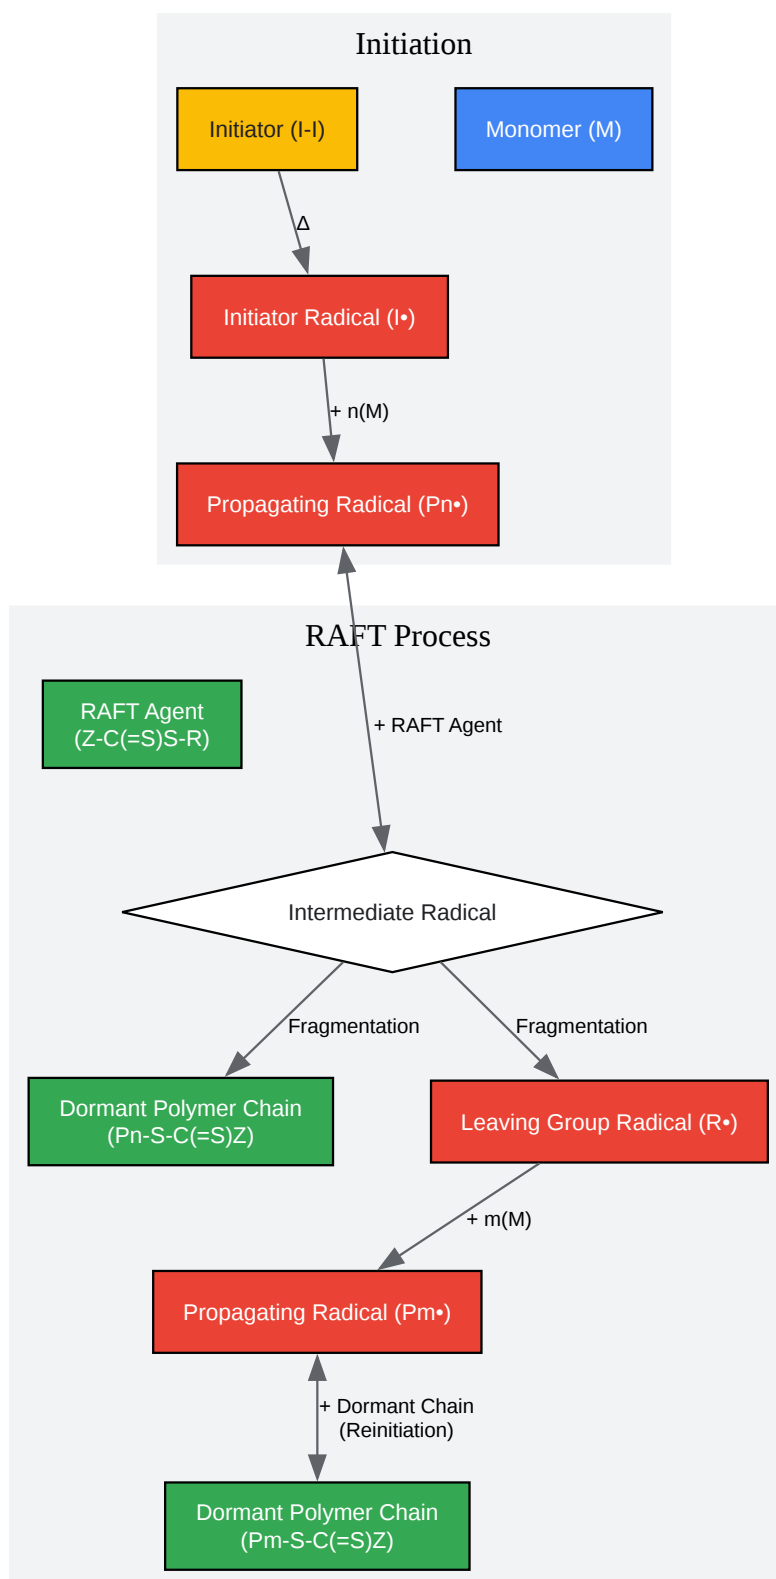 Initiation
Initiator (I-I)
Monomer (M)
Δ
Initiator Radical (I•)
+ n(M)
Propagating Radical (Pn•)
RAFT Process
RAFT Agent
(Z-C(=S)S-R)
+ RAFT Agent
Intermediate Radical
Fragmentation
Fragmentation
Dormant Polymer Chain
(Pn-S-C(=S)Z)
Leaving Group Radical (R•)
+ m(M)
Propagating Radical (Pm•)
+ Dormant Chain
(Reinitiation)
Dormant Polymer Chain
(Pm-S-C(=S)Z)